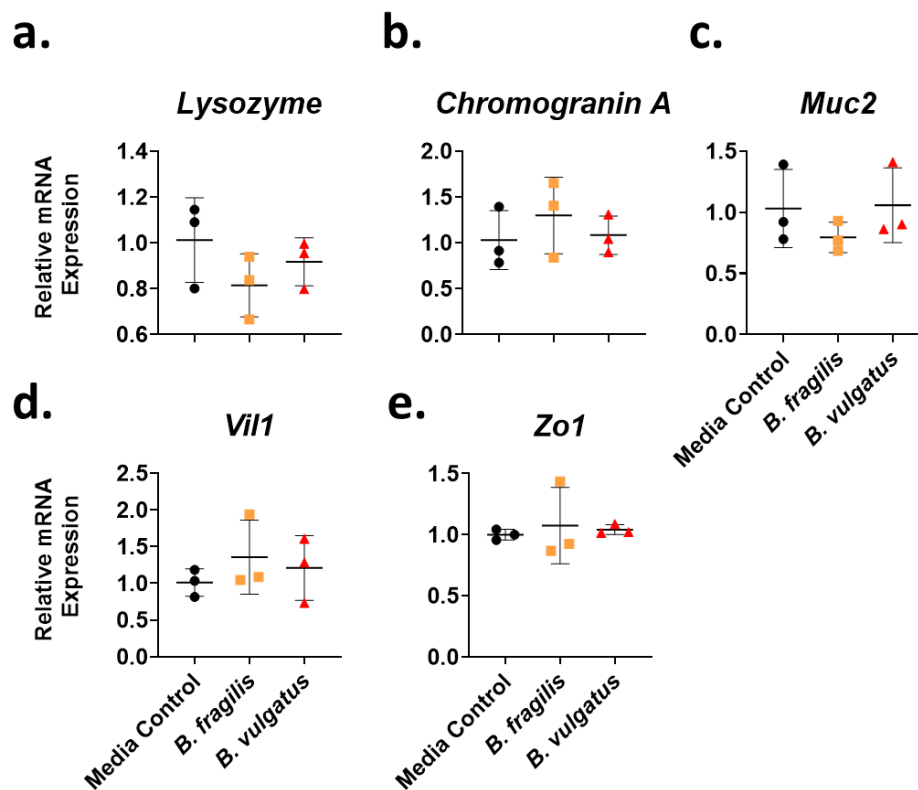 a.
b.
c.
Lysozyme
Chromogranin A
Muc2
Relative mRNA
Expression
1.4
1.2
1.0
0.8
0.6
2.0
1.5
1.0
0.5
0.0
1.5
1.0
0.5
0.0
Media Control
B. fragilis
B. vulgatus
d.
e.
Vil1
Zo1
Relative mRNA
Expression
2.5
2.0
1.5
1.0
0.5
0.0
Media Control
B. fragilis
B. vulgatus
1.5
1.0
0.5
0.0
Media Control
B. fragilis
B. vulgatus